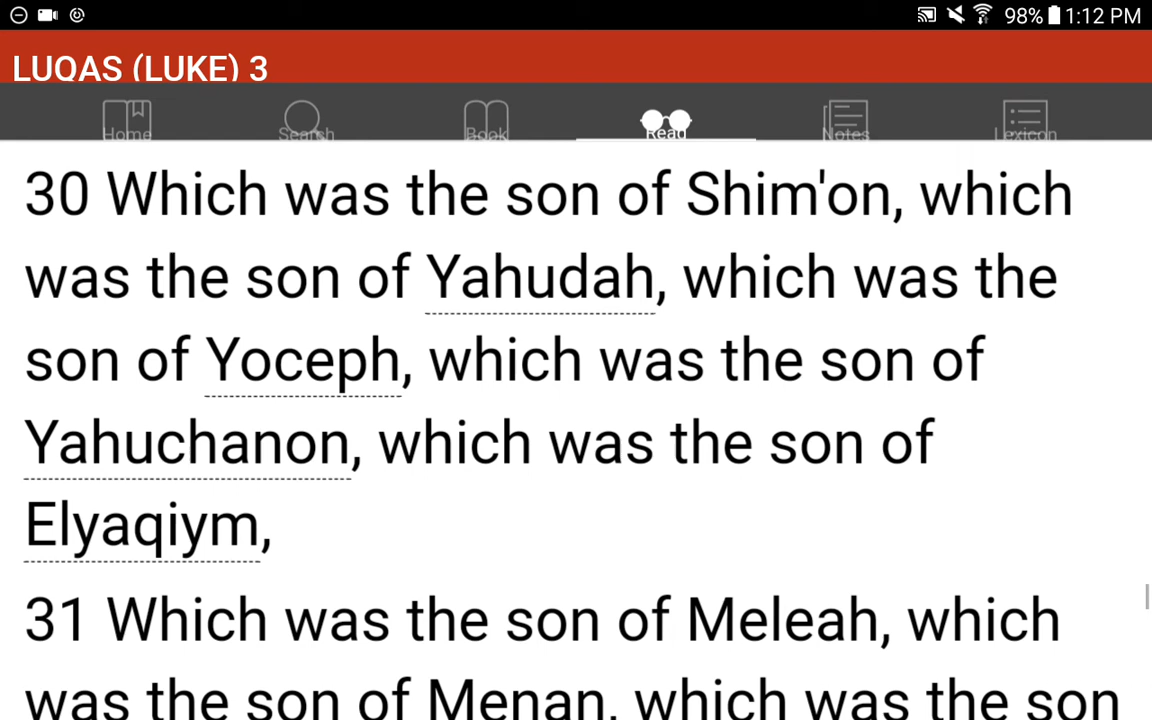 98% 1:12 PM
LUQAS (LUKE) 3
Home Search Book Read Notes Lexicon
30 Which was the son of Shim'on, which
was the son of Yahudah, which was the
son of Yoceph, which was the son of
Yahuchanon, which was the son of
Elyaqiym,
31 Which was the son of Meleah, which
was the son of Menan, which was the son